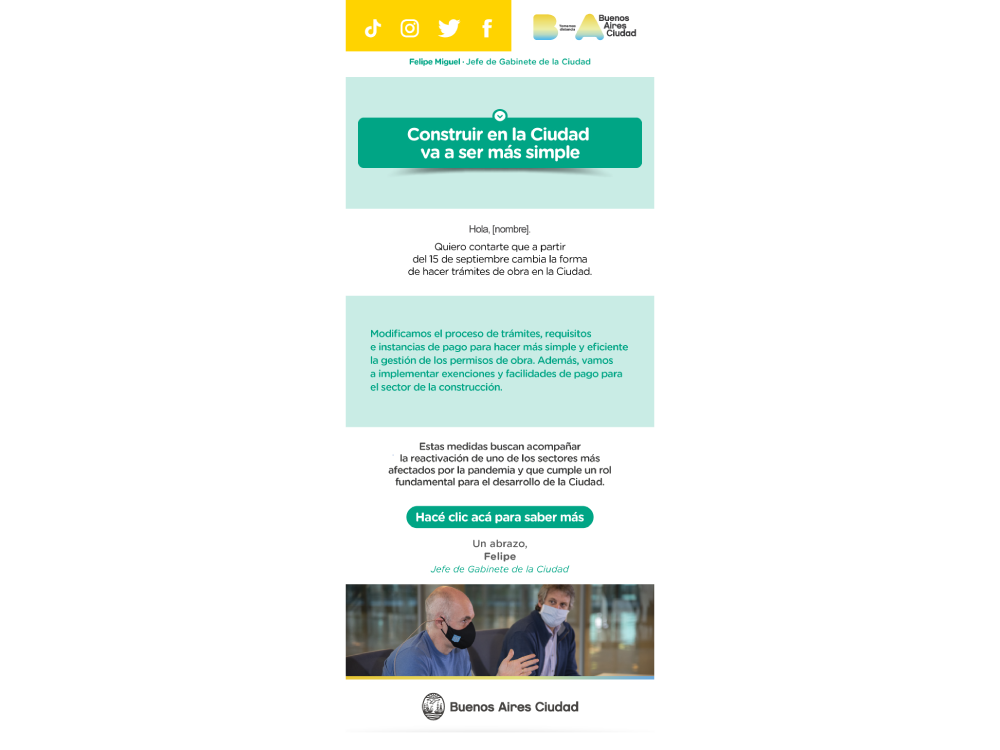 BA
Tomemos
distancia
Buenos
Aires
Ciudad
Felipe Miguel · Jefe de Gabinete de la Ciudad
Construir en la Ciudad
va a ser más simple
Hola, [nombre].
Quiero contarte que a partir
del 15 de septiembre cambia la forma
de hacer trámites de obra en la Ciudad.
Modificamos el proceso de trámites, requisitos
e instancias de pago para hacer más simple y eficiente
la gestión de los permisos de obra. Además, vamos
a implementar exenciones y facilidades de pago para
el sector de la construcción.
Estas medidas buscan acompañar
la reactivación de uno de los sectores más
afectados por la pandemia y que cumple un rol
fundamental para el desarrollo de la Ciudad.
Hacé clic acá para saber más
Un abrazo,
Felipe
Jefe de Gabinete de la Ciudad
Buenos Aires Ciudad